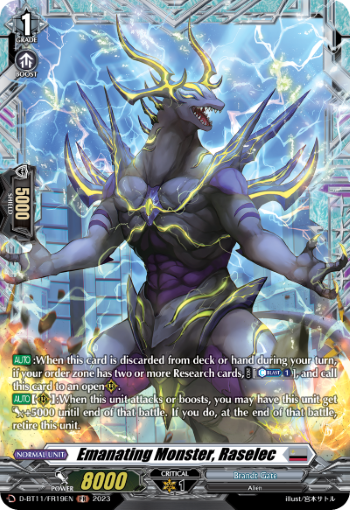 1
GRADE
BOOST
5000
SHIELD
AUTO:When this card is discarded from deck or hand during your turn,
if your order zone has two or more Research cards, [COUNTER BLAST 1], and call
this card to an open R.
AUTO [R]:When this unit attacks or boosts, you may have this get
+5000 until end of that battle. If you do, at the end of that battle,
retire this unit.
NORMAL UNIT
Emanating Monster, Raselec
POWER
8000
CRITICAL
1
Brandt Gate
Alien
D-BT11/FR19EN FR 2023
illust/宮本サトル